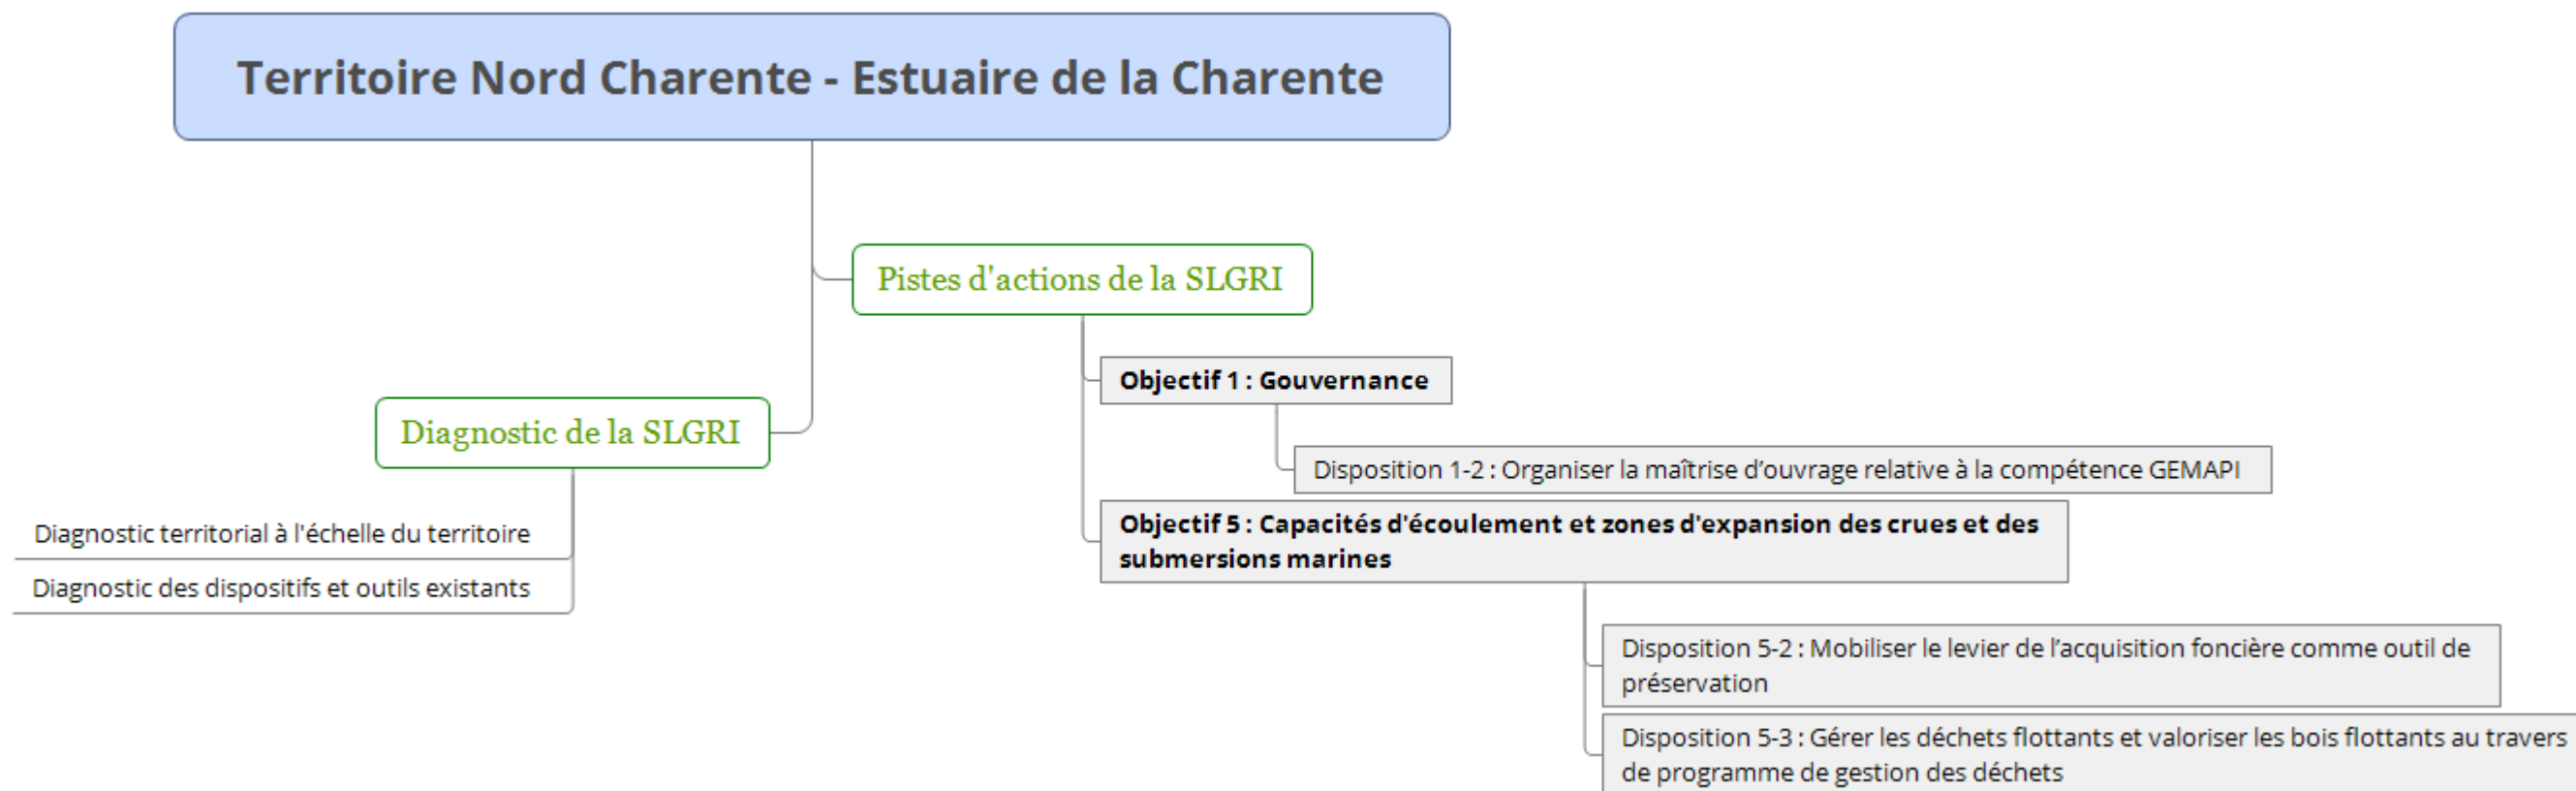 Territoire Nord Charente - Estuaire de la Charente
Pistes d'actions de la SLGRI
Objectif 1 : Gouvernance
Disposition 1-2 : Organiser la maîtrise d’ouvrage relative à la compétence GEMAPI
Objectif 5 : Capacités d'écoulement et zones d'expansion des crues et des
submersions marines
Disposition 5-2 : Mobiliser le levier de l’acquisition foncière comme outil de
préservation
Disposition 5-3 : Gérer les déchets flottants et valoriser les bois flottants au travers
de programme de gestion des déchets
Diagnostic de la SLGRI
Diagnostic territorial à l'échelle du territoire
Diagnostic des dispositifs et outils existants